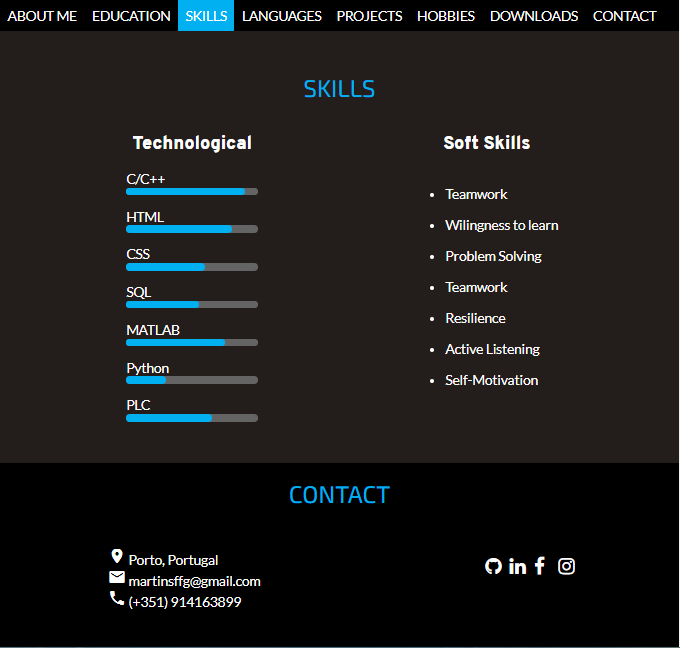 ABOUT ME EDUCATION SKILLS LANGUAGES PROJECTS HOBBIES DOWNLOADS CONTACT
SKILLS
Technological
C/C++
HTML
CSS
SQL
MATLAB
Python
PLC
Soft Skills
Teamwork
Wilingness to learn
Problem Solving
Teamwork
Resilience
Active Listening
Self-Motivation
CONTACT
Porto, Portugal
martinsffg@gmail.com
(+351) 914163899